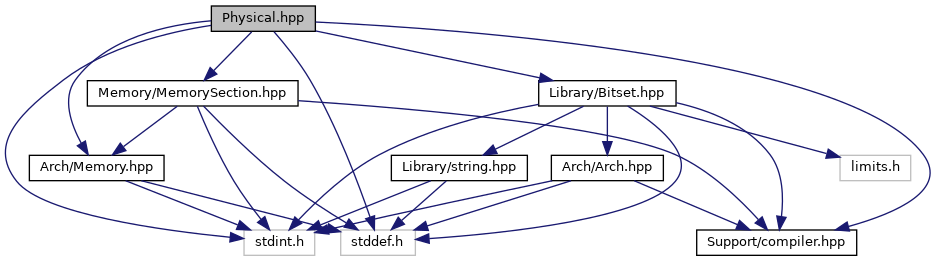 Physical.hpp
Memory/MemorySection.hpp
Library/Bitset.hpp
Arch/Memory.hpp
Library/string.hpp
Arch/Arch.hpp
limits.h
stdint.h
stddef.h
Support/compiler.hpp